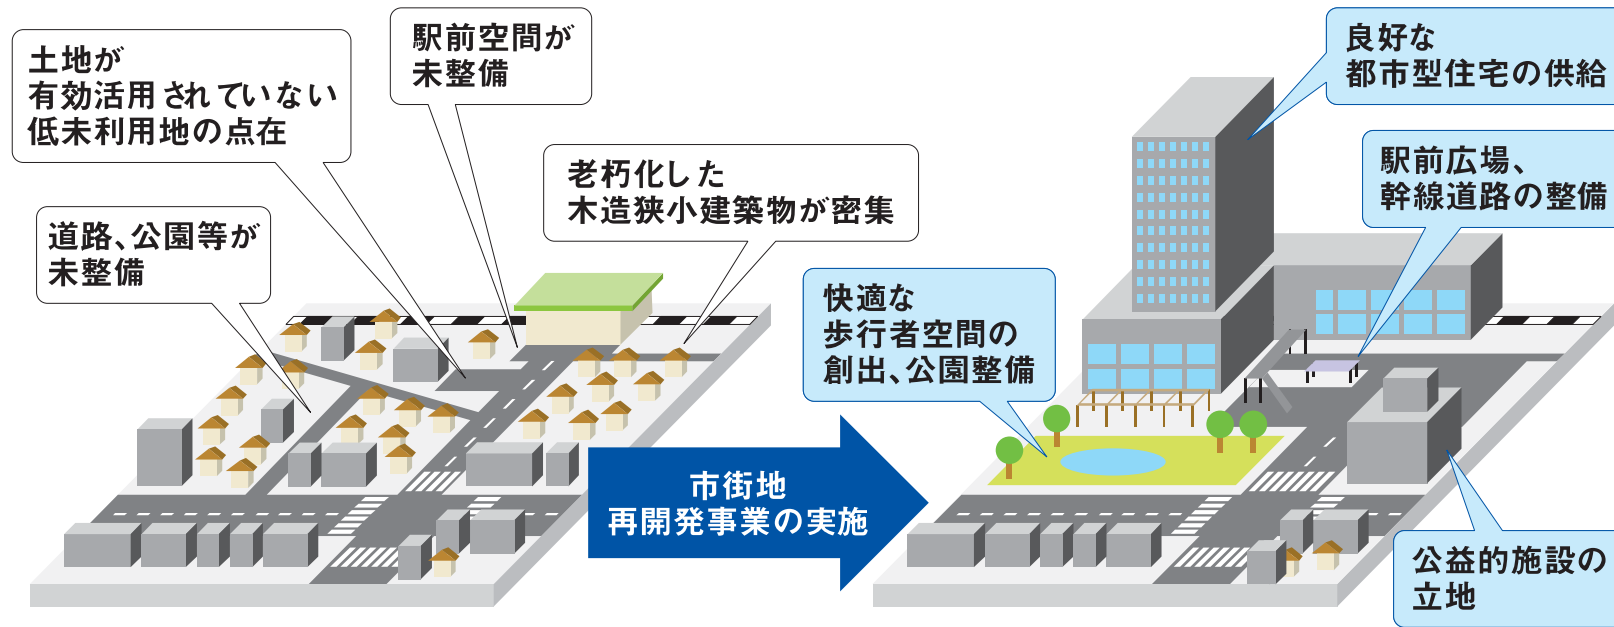 土地が
有効活用されていない
低未利用地の点在
駅前空間が
未整備
老朽化した
木造狭小建築物が密集
道路、公園等が
未整備
市街地
再開発事業の実施
良好な
都市型住宅の供給
駅前広場、
幹線道路の整備
快適な
歩行者空間の
創出、公園整備
公益的施設の
立地